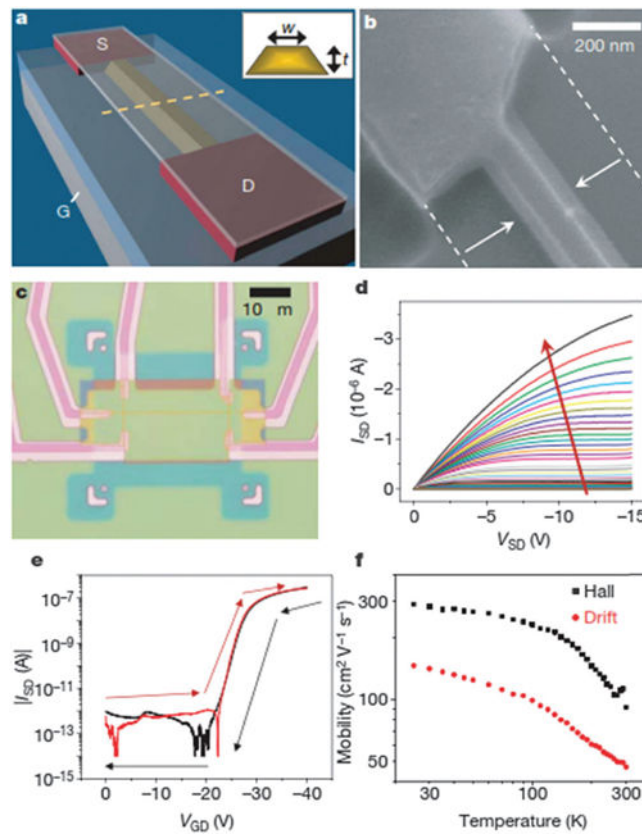 a
S
w
t
D
G
b
200 nm
c
10 m
d
I_SD (10⁻⁶ A)
−3
−2
−1
0
0
−5
−10
−15
V_SD (V)
e
|I_SD (A)|
10⁻⁷
10⁻⁹
10⁻¹¹
10⁻¹³
10⁻¹⁵
0
−10
−20
−30
−40
V_GD (V)
f
Hall
Drift
Mobility (cm² V⁻¹ s⁻¹)
300
100
50
30
100
300
Temperature (K)